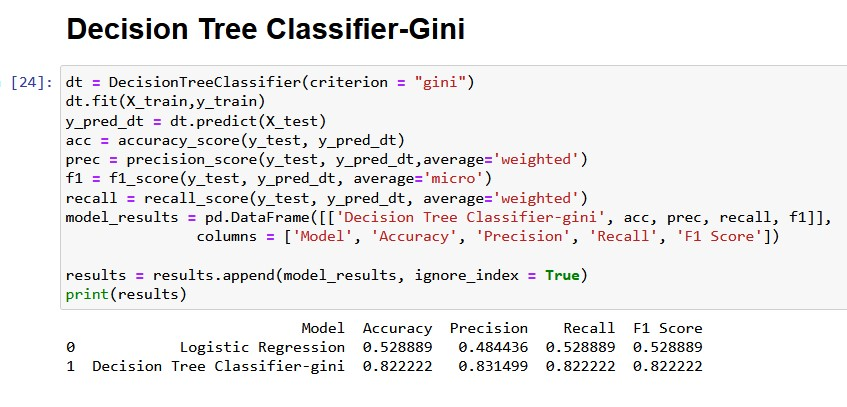 Decision Tree Classifier-Gini
[24]:
dt = DecisionTreeClassifier(criterion = "gini")
dt.fit(X_train,y_train)
y_pred_dt = dt.predict(X_test)
acc = accuracy_score(y_test, y_pred_dt)
prec = precision_score(y_test, y_pred_dt,average='weighted')
f1 = f1_score(y_test, y_pred_dt, average='micro')
recall = recall_score(y_test, y_pred_dt, average='weighted')
model_results = pd.DataFrame([['Decision Tree Classifier-gini', acc, prec, recall, f1]],
columns = ['Model', 'Accuracy', 'Precision', 'Recall', 'F1 Score'])
results = results.append(model_results, ignore_index = True)
print(results)
Model Accuracy Precision Recall F1 Score
0 Logistic Regression 0.528889 0.484436 0.528889 0.528889
1 Decision Tree Classifier-gini 0.822222 0.831499 0.822222 0.822222